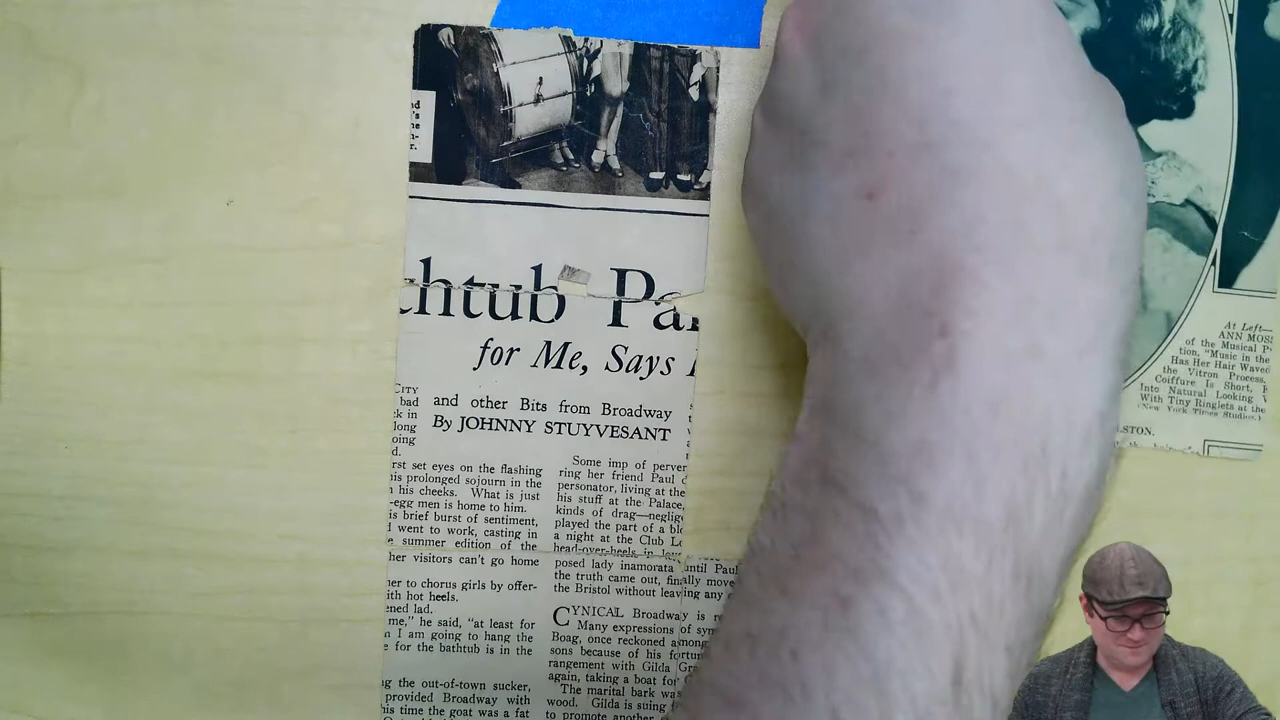 nd
's
ne
n-
r.
htub Pa
for Me, Says
and other Bits from Broadway
By JOHNNY STUYVESANT
CITY
bad
ck in
long
oing
d.
rst set eyes on the flashing
is prolonged sojourn in the
his cheeks. What is just
-egg men is home to him.
is brief burst of sentiment,
went to work, casting in
e summer edition of the
her visitors can't go home
er to chorus girls by offer-
ith hot heels.
ened lad.
me," he said, "at least for
I am going to hang the
e for the bathtub is in the
g the out-of-town sucker,
provided Broadway with
his time the goat was a fat
Some imp of perver
ring her friend Paul
personator, living at the
his stuff at the Palace,
kinds of drag—neglig
played the part of a bl
a night at the Club L
head-over-heels in love
posed lady inamorata until Paul
the truth came out, finally move
the Bristol without leaving any
CYNICAL Broadway is r
Many expressions of sym
Boag, once reckoned among
sons because of his fortun
rangement with Gilda Gr
again, taking a boat for
The marital bark was
wood. Gilda is suing
to promote another
At Left—
ANN MOSS
of the Musical P
tion, "Music in the
Has Her Hair Waved
the Vitron Process.
Coiffure Is Short,
Into Natural Looking
With Tiny Ringlets at the
(New York Times Studios.)
LSTON.